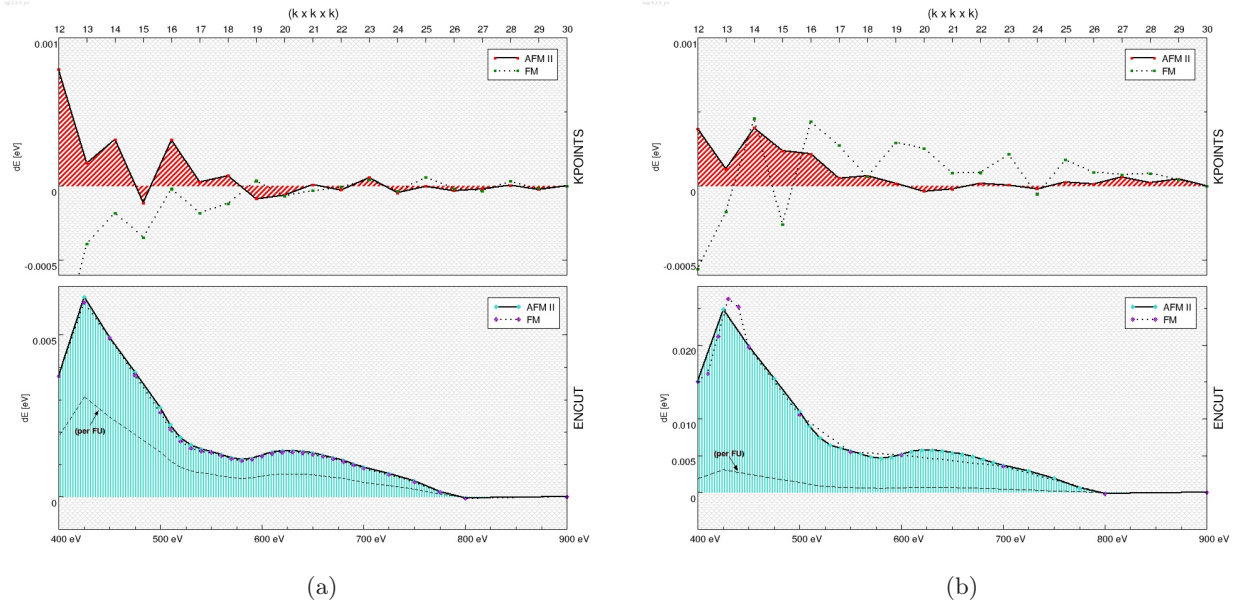 (k x k x k)
12 13 14 15 16 17 18 19 20 21 22 23 24 25 26 28 29 30
0.001
AFM II
FM
dE [eV]
KPOINTS
0
-0.0005
AFM II
FM
0.005
dE [eV]
ENCUT
(per FU)
0
400 eV 500 eV 600 eV 700 eV 800 eV 900 eV
(a)
(k x k x k)
12 13 14 15 16 17 18 19 20 21 22 23 24 25 26 27 28 30
0.001
AFM II
FM
dE [eV]
KPOINTS
0
-0.0005
AFM II
FM
0.020
dE [eV]
0.010
ENCUT
0.005
(per FU)
0
400 eV 500 eV 600 eV 700 eV 800 eV 900 eV
(b)